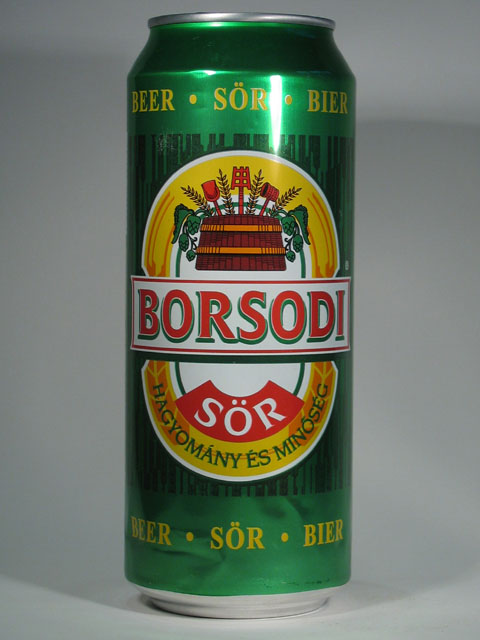 BEER • SÖR • BIER
BORSODI
SÖR
HAGYOMÁNY ÉS MINŐSÉG
BEER • SÖR • BIER